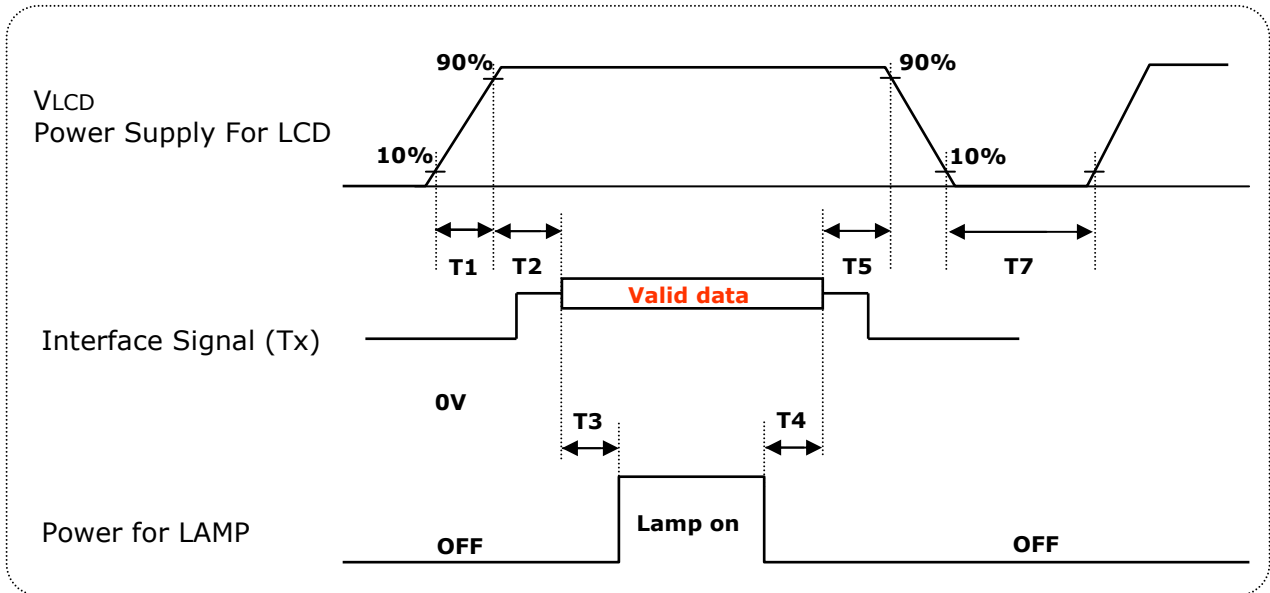 90%
90%
VLCD
Power Supply For LCD
10%
10%
T1
T2
T5
T7
Valid data
Interface Signal (Tx)
0V
T3
T4
Power for LAMP
Lamp on
OFF
OFF